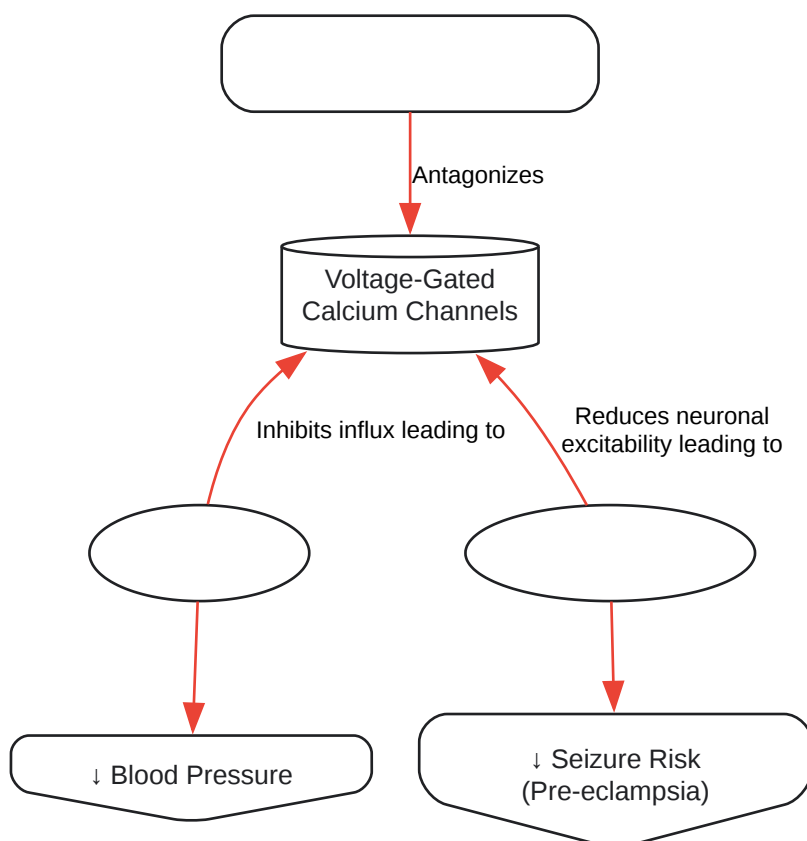 Antagonizes
Voltage-Gated
Calcium Channels
Inhibits influx leading to
Reduces neuronal
excitability leading to
↓ Blood Pressure
↓ Seizure Risk
(Pre-eclampsia)